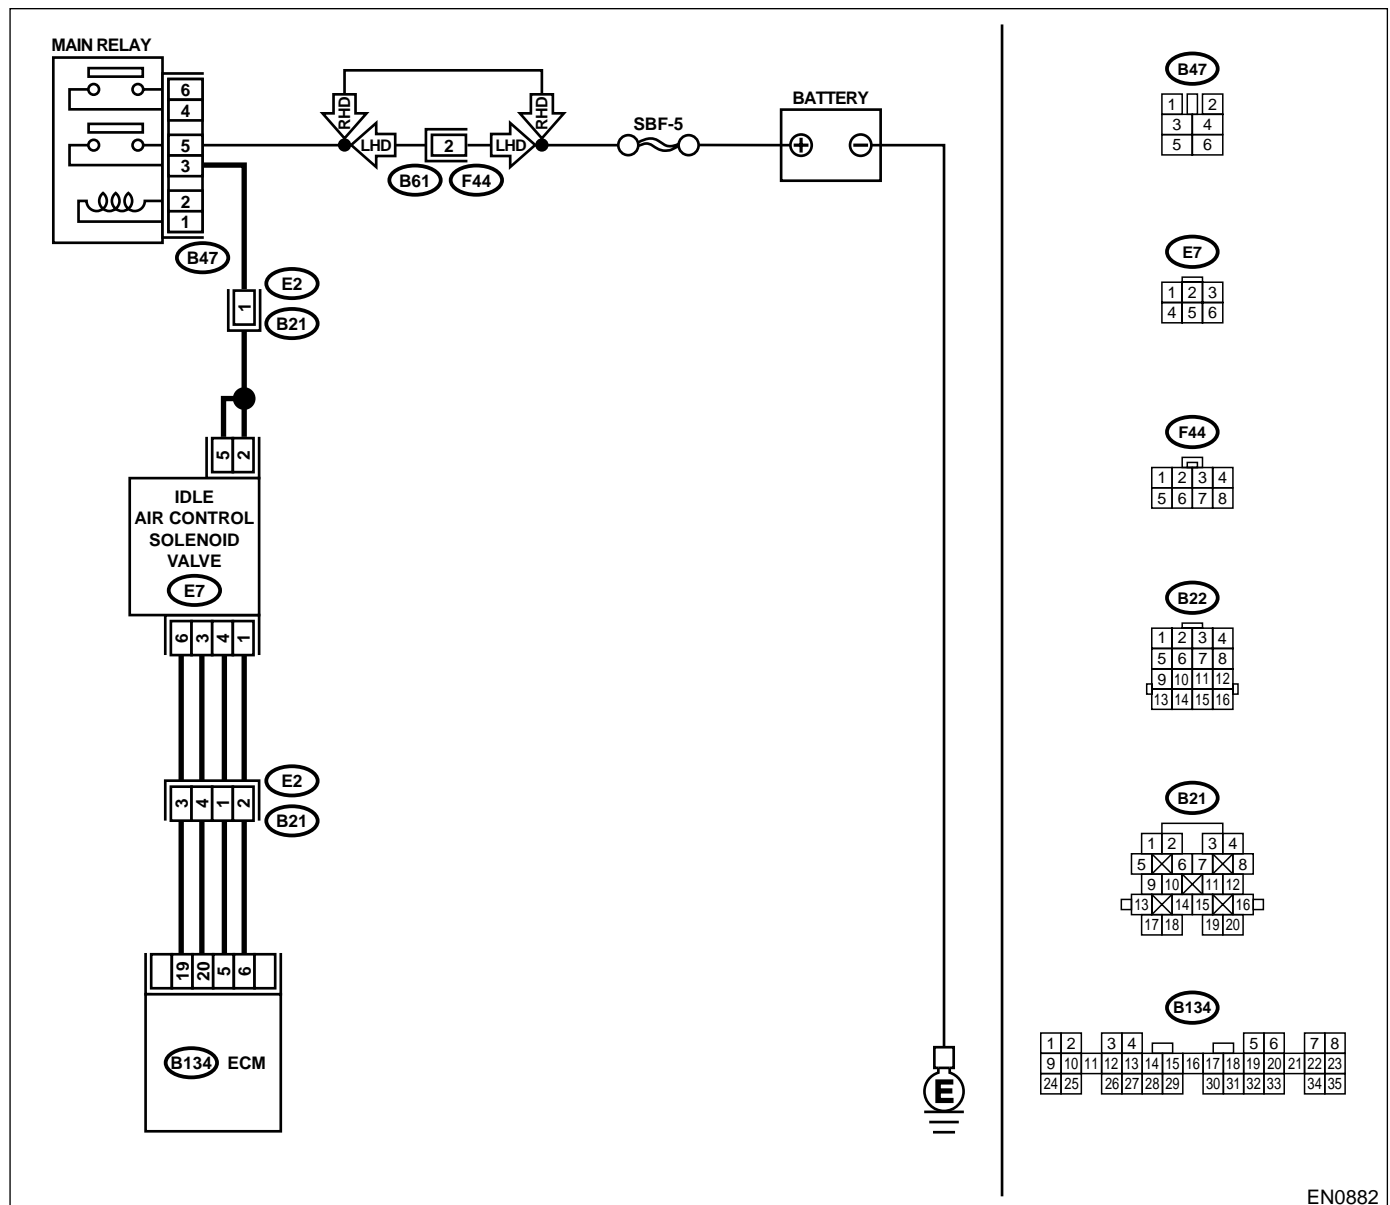 MAIN RELAY
6
4
5
3
2
1
B47
RHD
RHD
LHD
2
LHD
B61
F44
SBF-5
BATTERY
E2
1
B21
5
2
IDLE
AIR CONTROL
SOLENOID
VALVE
E7
6
3
4
1
E2
3
4
1
2
B21
19
20
5
6
B134 ECM
E
B47
1 2
3 4
5 6
E7
1 2 3
4 5 6
F44
1 2 3 4
5 6 7 8
B22
1 2 3 4
5 6 7 8
9 10 11 12
13 14 15 16
B21
1 2 3 4
5 6 7 8
9 10 11 12
13 14 15 16
17 18 19 20
B134
1 2 3 4 5 6 7 8
9 10 11 12 13 14 15 16 17 18 19 20 21 22 23
24 25 26 27 28 29 30 31 32 33 34 35
EN0882